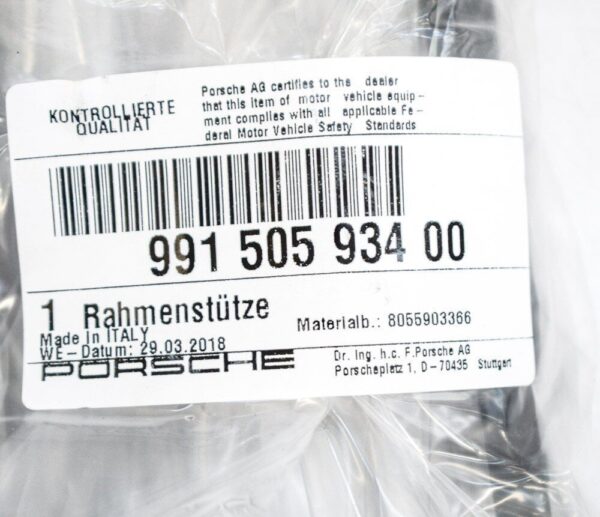 KONTROLLIERTE
QUALITÄT
Porsche AG certifies to the dealer
that this item of motor vehicle equip-
ment complies with all applicable Fe-
deral Motor Vehicle Safety Standards
991 505 934 00
1 Rahmenstütze
Materialb.: 8055903366
Made in ITALY
WE-Datum: 29.03.2018
PORSCHE
Dr. Ing. h.c. F.Porsche AG
Porscheplatz 1, D-70435 Stuttgart